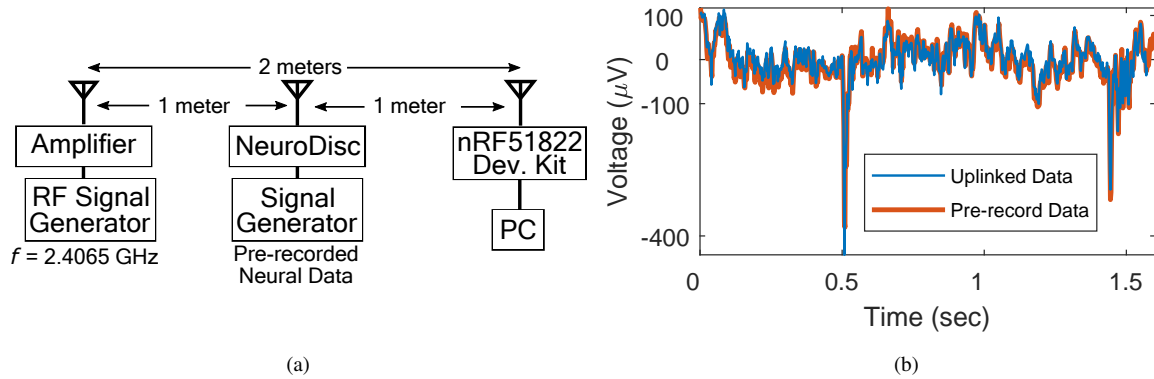 2 meters
1 meter
1 meter
Amplifier
NeuroDisc
nRF51822
Dev. Kit
RF Signal
Generator
Signal
Generator
PC
f = 2.4065 GHz
Pre-recorded
Neural Data
(a)
100
0
-100
-400
Voltage (μV)
Uplinked Data
Pre-record Data
0
0.5
1
1.5
Time (sec)
(b)